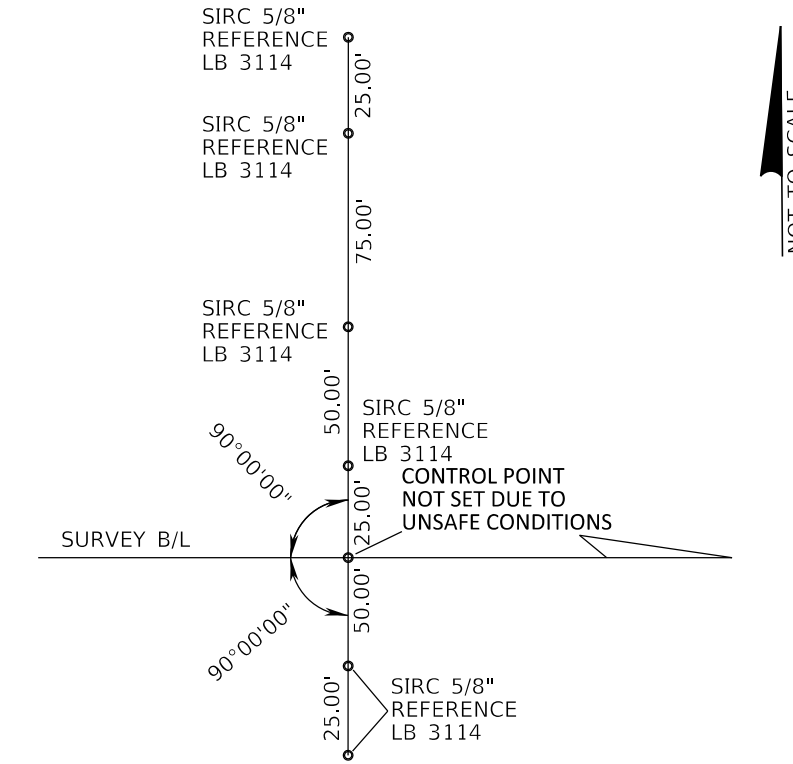 SIRC 5/8"
REFERENCE
LB 3114
25.00'
SIRC 5/8"
REFERENCE
LB 3114
75.00'
NOT TO SCALE
SIRC 5/8"
REFERENCE
LB 3114
50.00'
SIRC 5/8"
REFERENCE
LB 3114
90°00'00"
CONTROL POINT
NOT SET DUE TO
UNSAFE CONDITIONS
25.00'
SURVEY B/L
50.00'
90°00'00"
25.00'
SIRC 5/8"
REFERENCE
LB 3114